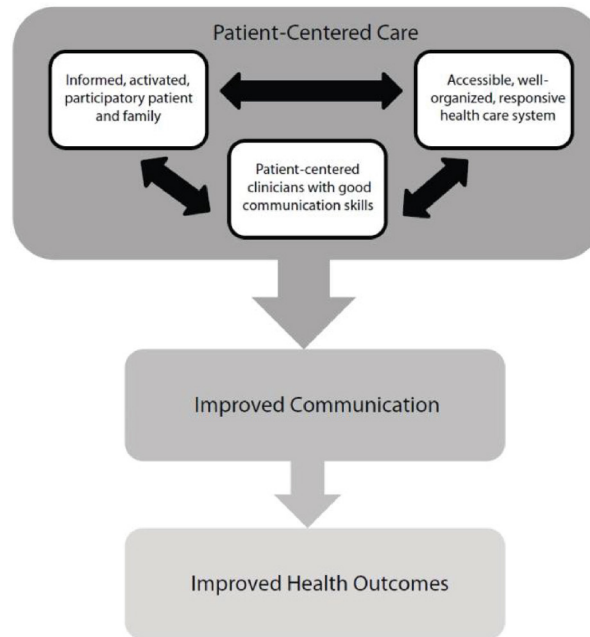 Patient-Centered Care
Informed, activated,
participatory patient
and family
Accessible, well-
organized, responsive
health care system
Patient-centered
clinicians with good
communication skills
Improved Communication
Improved Health Outcomes